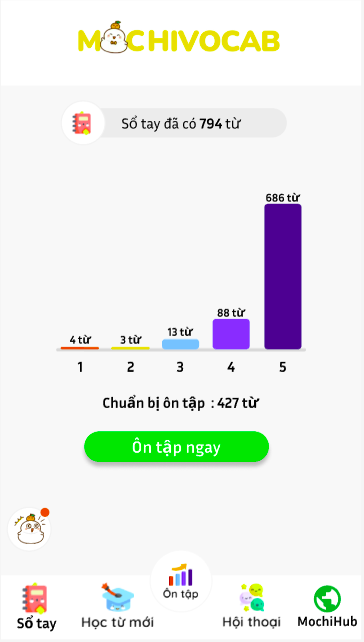 MOCHIVOCAB
Sổ tay đã có 794 từ
686 từ
88 từ
13 từ
4 từ
3 từ
1 2 3 4 5
Chuẩn bị ôn tập : 427 từ
Ôn tập ngay
Sổ tay
Học từ mới
Ôn tập
Hội thoại
MochiHub